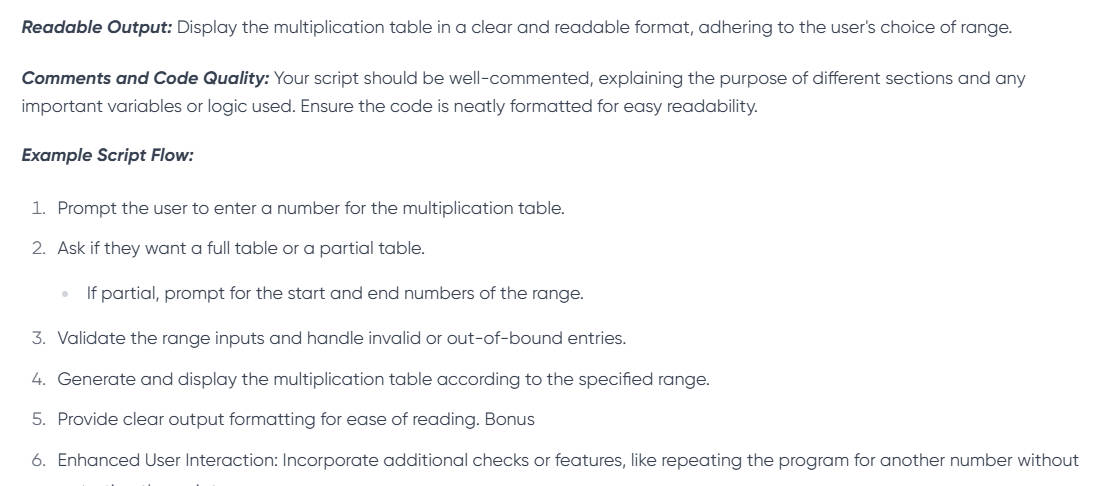 Readable Output: Display the multiplication table in a clear and readable format, adhering to the user's choice of range.
Comments and Code Quality: Your script should be well-commented, explaining the purpose of different sections and any
important variables or logic used. Ensure the code is neatly formatted for easy readability.
Example Script Flow:
1. Prompt the user to enter a number for the multiplication table.
2. Ask if they want a full table or a partial table.
• If partial, prompt for the start and end numbers of the range.
3. Validate the range inputs and handle invalid or out-of-bound entries.
4. Generate and display the multiplication table according to the specified range.
5. Provide clear output formatting for ease of reading. Bonus
6. Enhanced User Interaction: Incorporate additional checks or features, like repeating the program for another number without